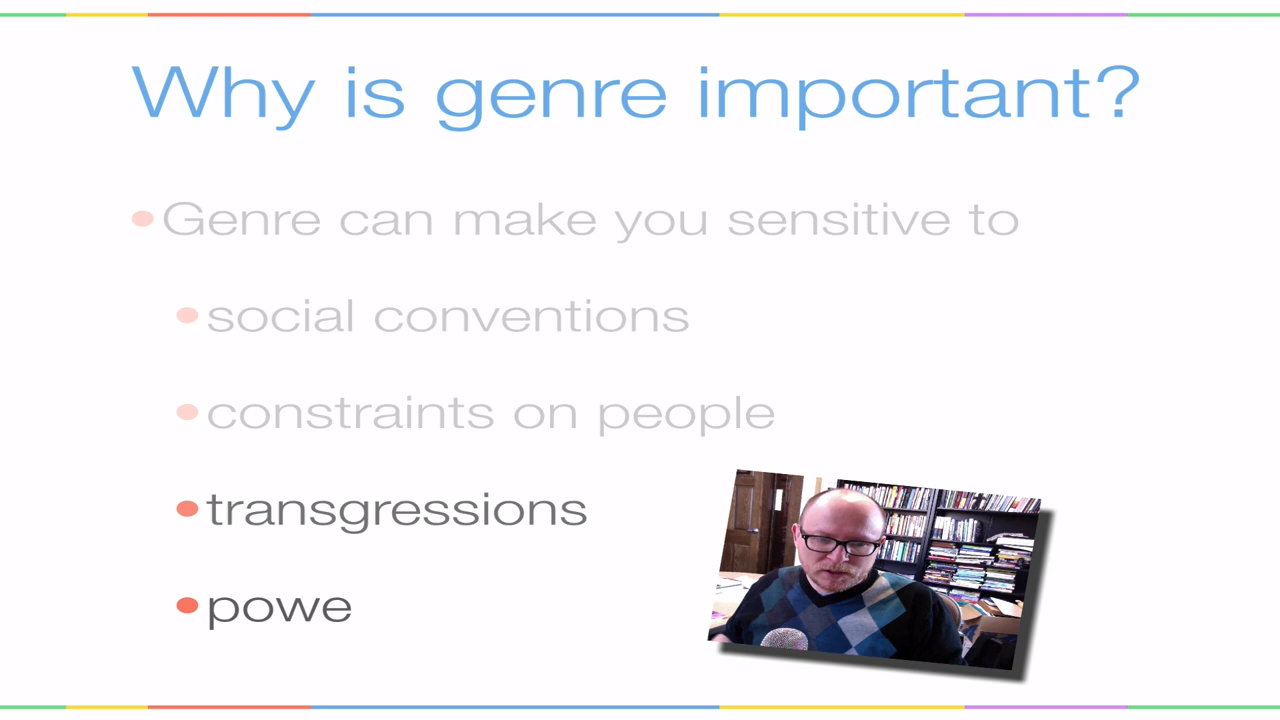 Why is genre important?
•Genre can make you sensitive to
•social conventions
•constraints on people
•transgressions
•powe